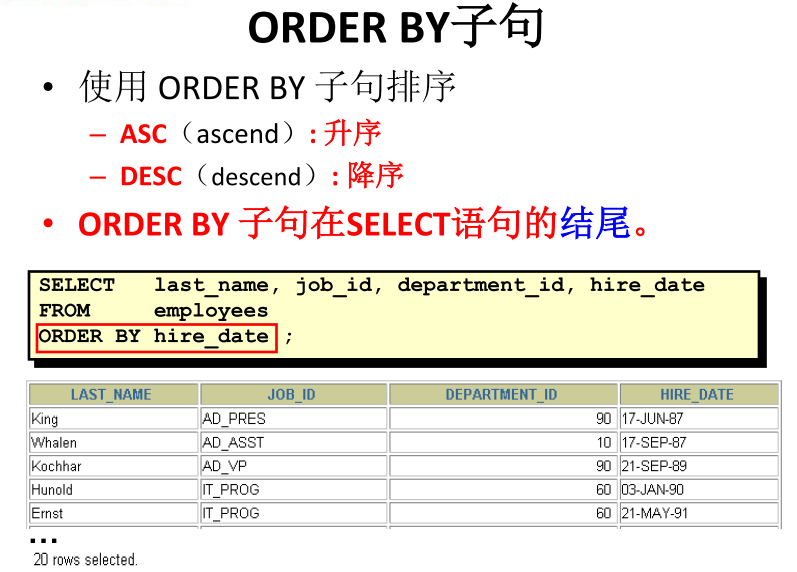 ORDER BY子句
• 使用 ORDER BY 子句排序
– ASC（ascend）: 升序
– DESC（descend）: 降序
• ORDER BY 子句在SELECT语句的结尾。
SELECT last_name, job_id, department_id, hire_date
FROM employees
ORDER BY hire_date ;
LAST_NAME JOB_ID DEPARTMENT_ID HIRE_DATE
King AD_PRES 90 17-JUN-87
Whalen AD_ASST 10 17-SEP-87
Kochhar AD_VP 90 21-SEP-89
Hunold IT_PROG 60 03-JAN-90
Ernst IT_PROG 60 21-MAY-91
...
20 rows selected.